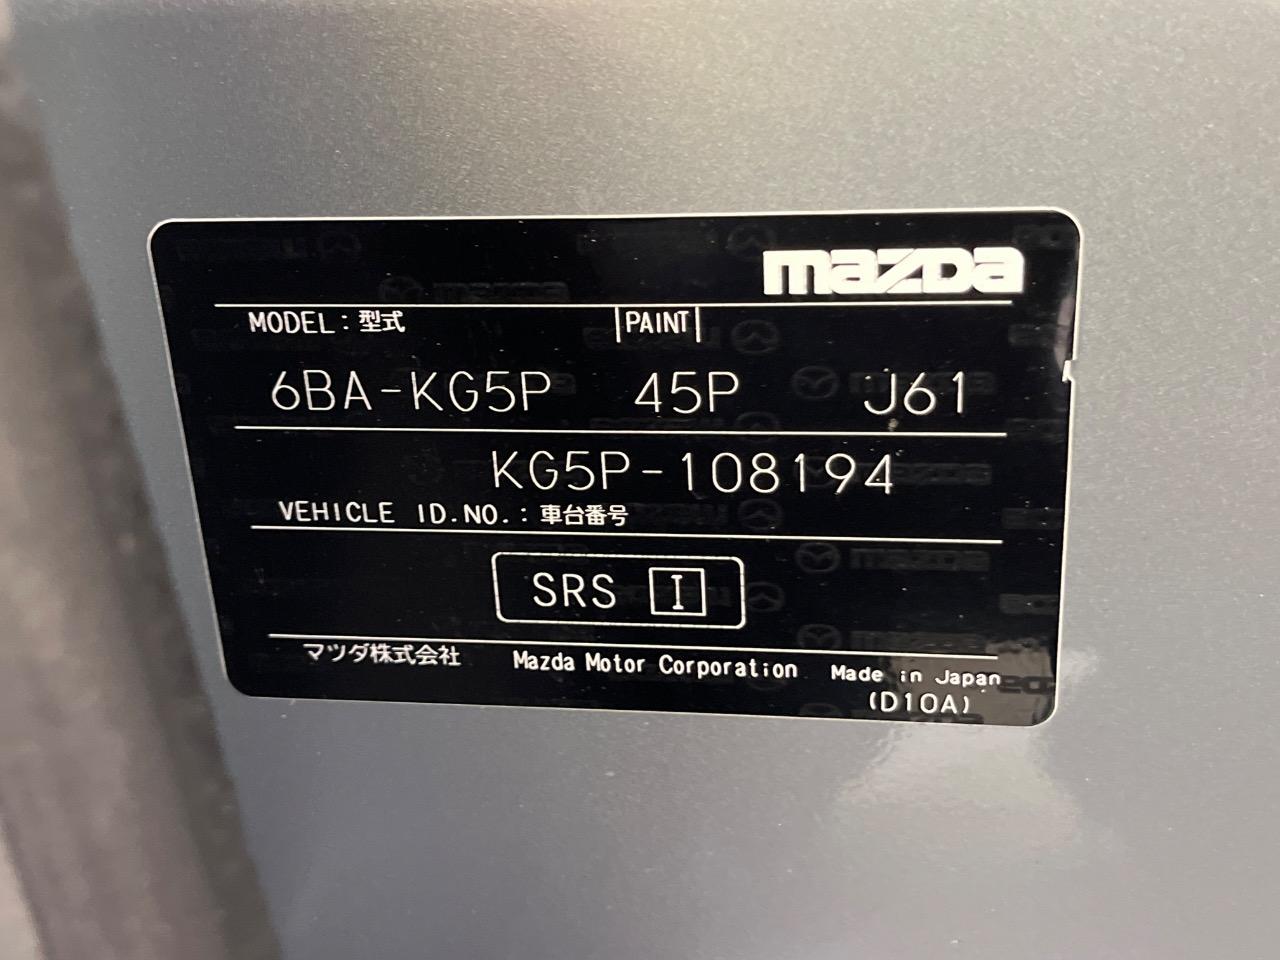 mazda
MODEL：型式 |PAINT|
6BA-KG5P 45P J61
KG5P-108194
VEHICLE ID.NO.：車台番号
SRS I
マツダ株式会社 Mazda Motor Corporation Made in Japan
(D10A)